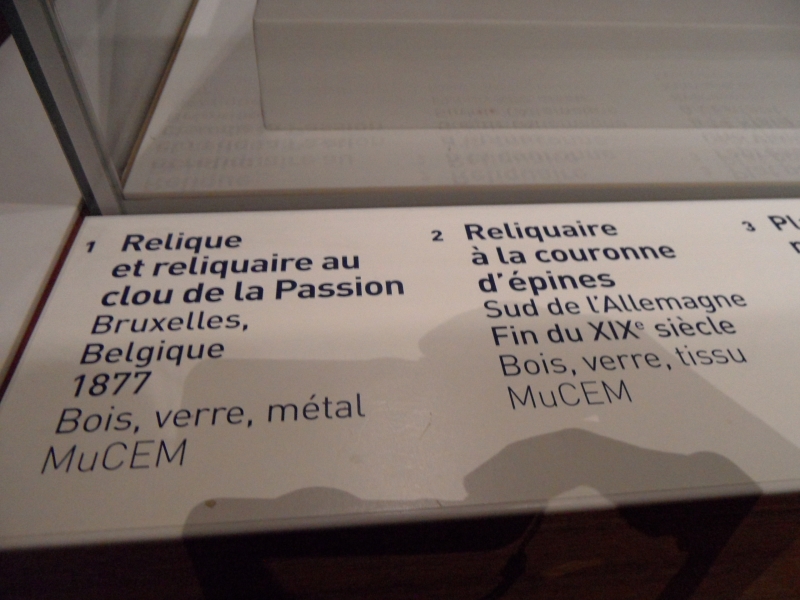 1 Relique
et reliquaire au
clou de la Passion
Bruxelles,
Belgique
1877
Bois, verre, métal
MuCEM
2 Reliquaire
à la couronne
d'épines
Sud de l'Allemagne
Fin du XIXe siècle
Bois, verre, tissu
MuCEM
3